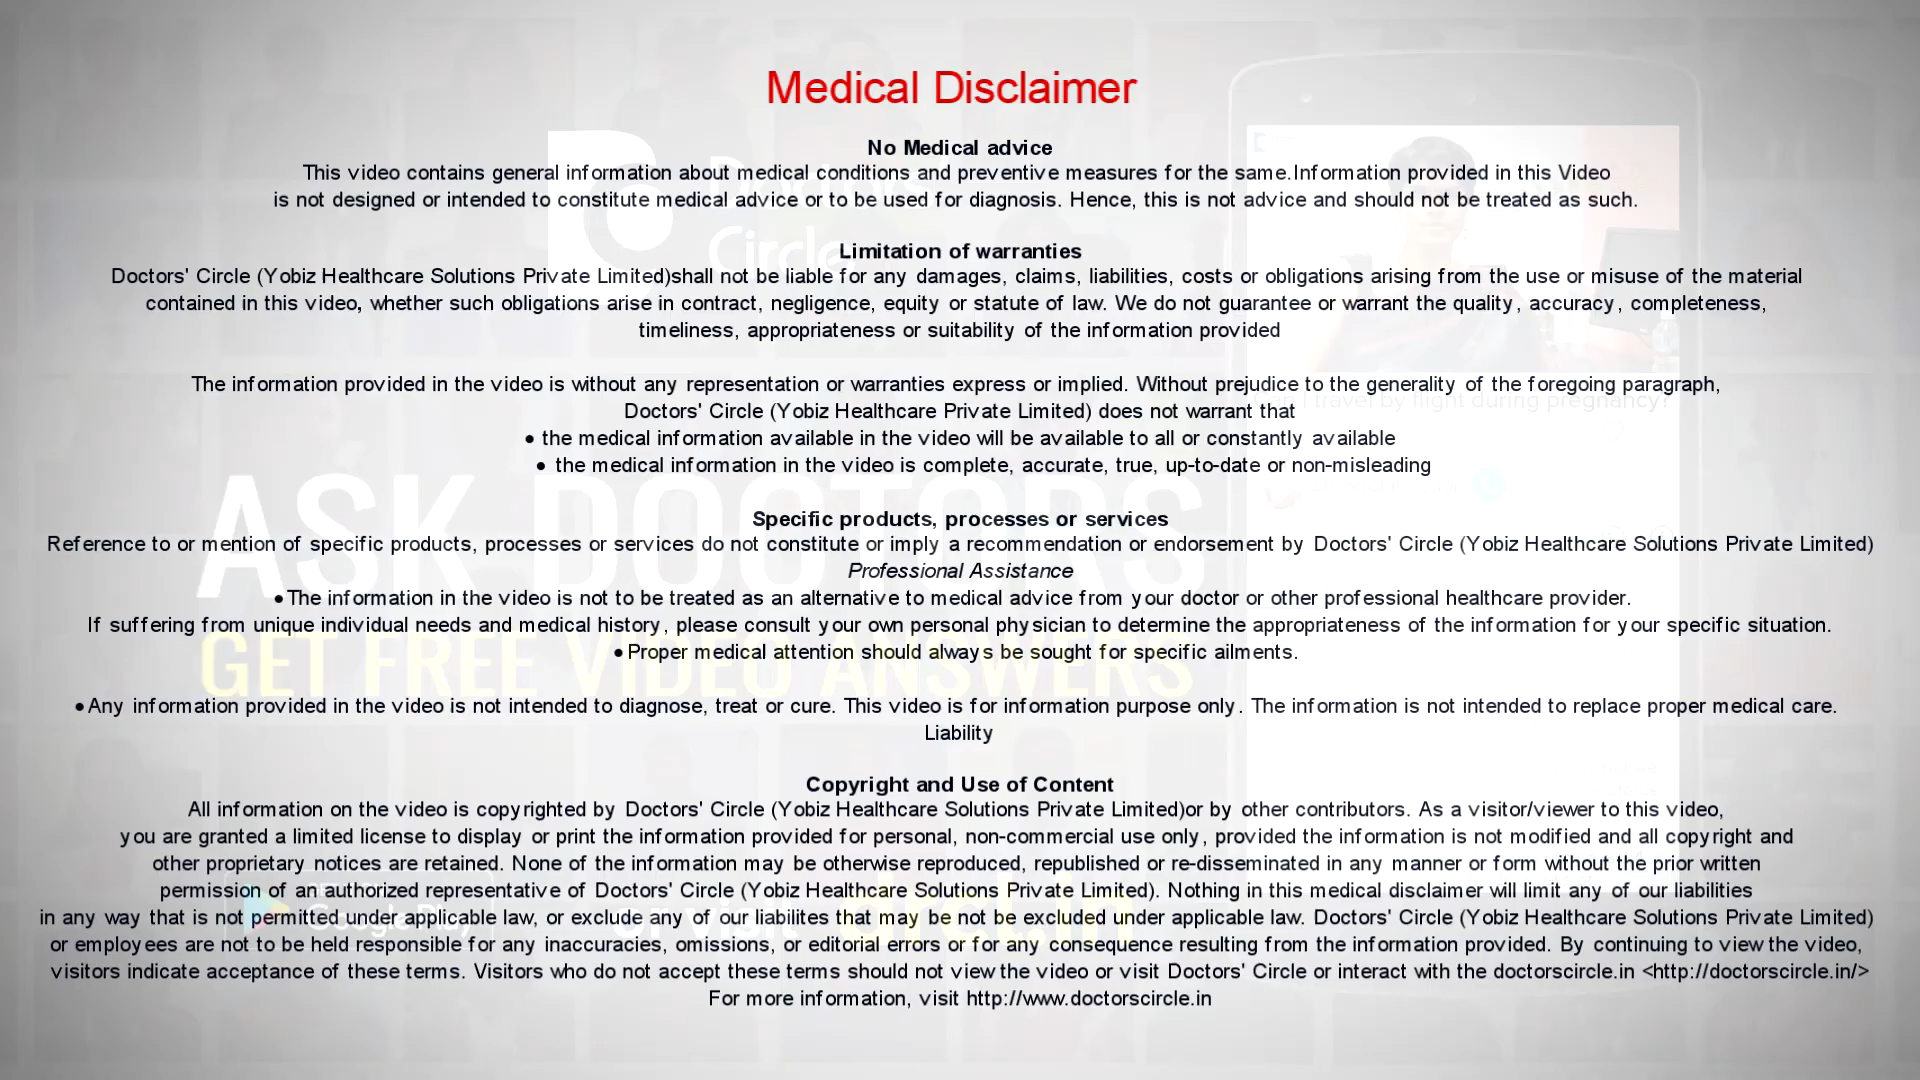 Medical Disclaimer
No Medical advice
This video contains general information about medical conditions and preventive measures for the same.Information provided in this Video
is not designed or intended to constitute medical advice or to be used for diagnosis. Hence, this is not advice and should not be treated as such.
Limitation of warranties
Doctors' Circle (Yobiz Healthcare Solutions Private Limited)shall not be liable for any damages, claims, liabilities, costs or obligations arising from the use or misuse of the material
contained in this video, whether such obligations arise in contract, negligence, equity or statute of law. We do not guarantee or warrant the quality, accuracy, completeness,
timeliness, appropriateness or suitability of the information provided
The information provided in the video is without any representation or warranties express or implied. Without prejudice to the generality of the foregoing paragraph,
Doctors' Circle (Yobiz Healthcare Private Limited) does not warrant that
• the medical information available in the video will be available to all or constantly available
• the medical information in the video is complete, accurate, true, up-to-date or non-misleading
Specific products, processes or services
Reference to or mention of specific products, processes or services do not constitute or imply a recommendation or endorsement by Doctors' Circle (Yobiz Healthcare Solutions Private Limited)
Professional Assistance
•The information in the video is not to be treated as an alternative to medical advice from your doctor or other professional healthcare provider.
If suffering from unique individual needs and medical history, please consult your own personal physician to determine the appropriateness of the information for your specific situation.
•Proper medical attention should always be sought for specific ailments.
•Any information provided in the video is not intended to diagnose, treat or cure. This video is for information purpose only. The information is not intended to replace proper medical care.
Liability
Copyright and Use of Content
All information on the video is copyrighted by Doctors' Circle (Yobiz Healthcare Solutions Private Limited)or by other contributors. As a visitor/viewer to this video,
you are granted a limited license to display or print the information provided for personal, non-commercial use only, provided the information is not modified and all copyright and
other proprietary notices are retained. None of the information may be otherwise reproduced, republished or re-disseminated in any manner or form without the prior written
permission of an authorized representative of Doctors' Circle (Yobiz Healthcare Solutions Private Limited). Nothing in this medical disclaimer will limit any of our liabilities
in any way that is not permitted under applicable law, or exclude any of our liabilites that may be not be excluded under applicable law. Doctors' Circle (Yobiz Healthcare Solutions Private Limited)
or employees are not to be held responsible for any inaccuracies, omissions, or editorial errors or for any consequence resulting from the information provided. By continuing to view the video,
visitors indicate acceptance of these terms. Visitors who do not accept these terms should not view the video or visit Doctors' Circle or interact with the doctorscircle.in <http://doctorscircle.in/>
For more information, visit http://www.doctorscircle.in
Doctors'
Circle
ASK DOCTORS
GET FREE VIDEO ANSWERS
Google Play
or visit drcl.in
Can I travel by flight during pregnancy?